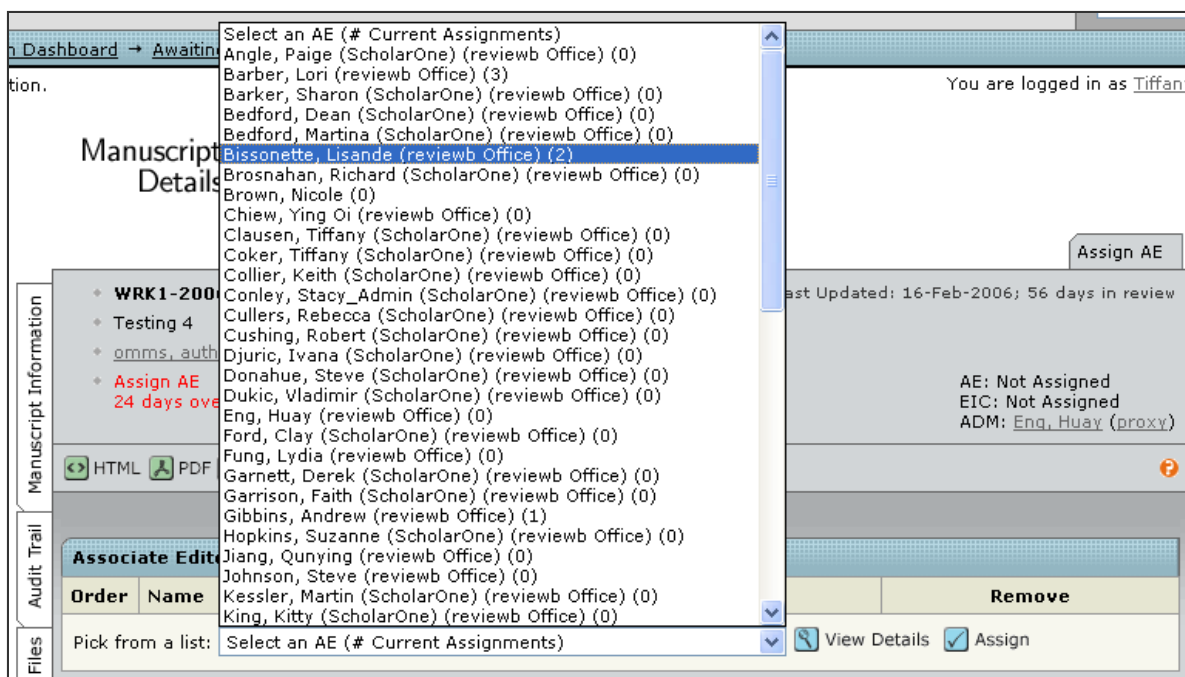 n Dashboard → Awaitin
tion.
You are logged in as Tiffan
Manuscript
Details
Select an AE (# Current Assignments)
Angle, Paige (ScholarOne) (reviewb Office) (0)
Barber, Lori (reviewb Office) (3)
Barker, Sharon (ScholarOne) (reviewb Office) (0)
Bedford, Dean (ScholarOne) (reviewb Office) (0)
Bedford, Martina (ScholarOne) (reviewb Office) (0)
Bissonette, Lisande (reviewb Office) (2)
Brosnahan, Richard (ScholarOne) (reviewb Office) (0)
Brown, Nicole (0)
Chiew, Ying Oi (reviewb Office) (0)
Clausen, Tiffany (ScholarOne) (reviewb Office) (0)
Coker, Tiffany (ScholarOne) (reviewb Office) (0)
Collier, Keith (ScholarOne) (reviewb Office) (0)
Conley, Stacy_Admin (ScholarOne) (reviewb Office) (0)
Cullers, Rebecca (ScholarOne) (reviewb Office) (0)
Cushing, Robert (ScholarOne) (reviewb Office) (0)
Djuric, Ivana (ScholarOne) (reviewb Office) (0)
Donahue, Steve (ScholarOne) (reviewb Office) (0)
Dukic, Vladimir (ScholarOne) (reviewb Office) (0)
Eng, Huay (reviewb Office) (0)
Ford, Clay (ScholarOne) (reviewb Office) (0)
Fung, Lydia (reviewb Office) (0)
Garnett, Derek (ScholarOne) (reviewb Office) (0)
Garrison, Faith (ScholarOne) (reviewb Office) (0)
Gibbins, Andrew (reviewb Office) (1)
Hopkins, Suzanne (ScholarOne) (reviewb Office) (0)
Jiang, Qunying (reviewb Office) (0)
Johnson, Steve (reviewb Office) (0)
Kessler, Martin (ScholarOne) (reviewb Office) (0)
King, Kitty (ScholarOne) (reviewb Office) (0)
Assign AE
Manuscript Information
Audit Trail
Files
WRK1-200
ast Updated: 16-Feb-2006; 56 days in review
Testing 4
omms, auth
Assign AE
24 days ove
AE: Not Assigned
EIC: Not Assigned
ADM: Eng, Huay (proxy)
HTML PDF
Associate Edit
Order Name Remove
Pick from a list: Select an AE (# Current Assignments) View Details Assign